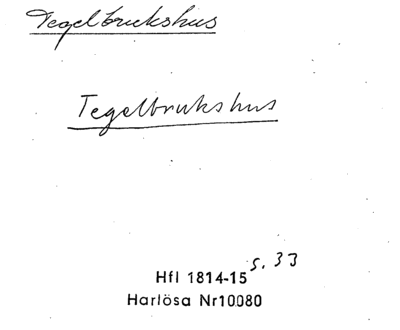 Tegelbrukshus
Tegelbrukshus
Hfl 1814-15 s. 33
Harlösa Nr10080